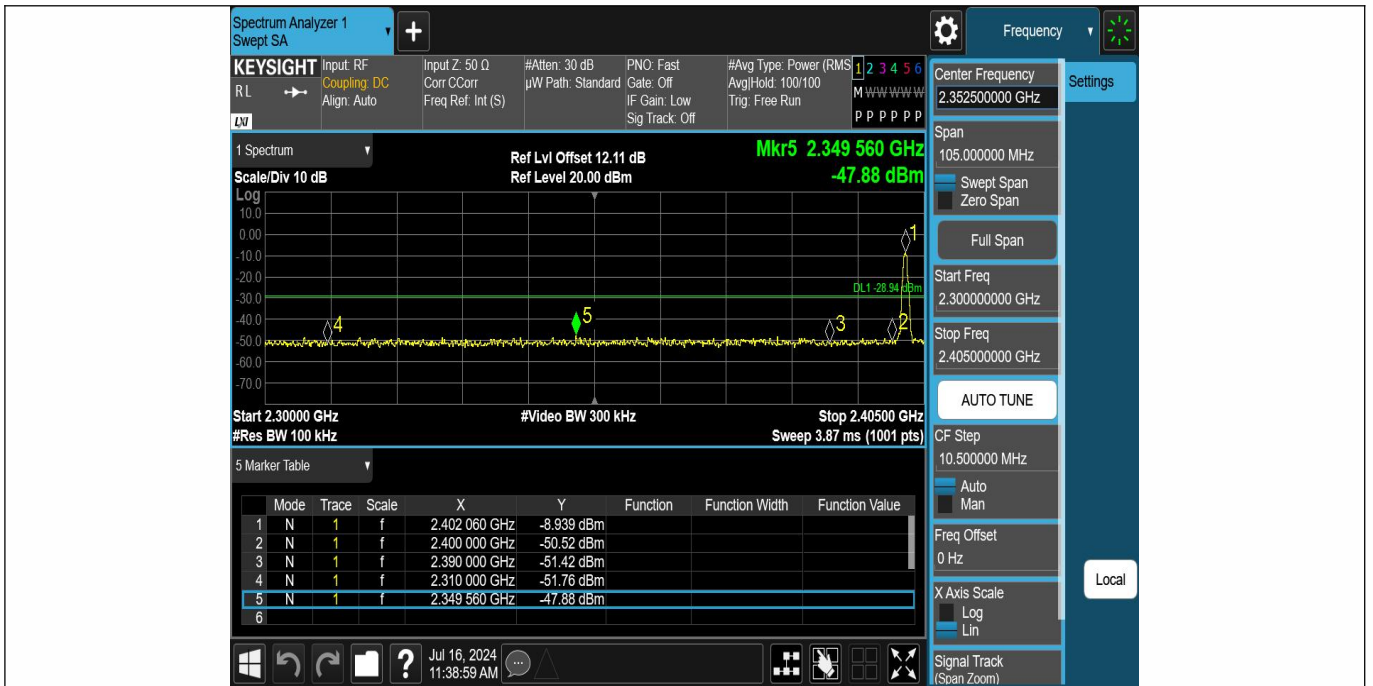 Spectrum Analyzer 1
Swept SA
+
Frequency
KEYSIGHT
RL
LXI
Input: RF
Coupling: DC
Align: Auto
Input Z: 50 Ω
Corr CCorr
Freq Ref: Int (S)
#Atten: 30 dB
µW Path: Standard
PNO: Fast
Gate: Off
IF Gain: Low
Sig Track: Off
#Avg Type: Power (RMS
Avg|Hold: 100/100
Trig: Free Run
1 2 3 4 5 6
M W W W W W
P P P P P P
1 Spectrum
Scale/Div 10 dB
Ref Lvl Offset 12.11 dB
Ref Level 20.00 dBm
Mkr5 2.349 560 GHz
-47.88 dBm
Log
10.0
0.00
-10.0
-20.0
-30.0
-40.0
-50.0
-60.0
-70.0
1
DL1 -28.94 dBm
4
5
3
2
Start 2.30000 GHz
#Video BW 300 kHz
Stop 2.40500 GHz
#Res BW 100 kHz
Sweep 3.87 ms (1001 pts)
5 Marker Table
Mode Trace Scale X Y Function Function Width Function Value
1 N 1 f 2.402 060 GHz -8.939 dBm
2 N 1 f 2.400 000 GHz -50.52 dBm
3 N 1 f 2.390 000 GHz -51.42 dBm
4 N 1 f 2.310 000 GHz -51.76 dBm
5 N 1 f 2.349 560 GHz -47.88 dBm
6
?
Jul 16, 2024
11:38:59 AM
Center Frequency
2.352500000 GHz
Span
105.000000 MHz
Swept Span
Zero Span
Full Span
Start Freq
2.300000000 GHz
Stop Freq
2.405000000 GHz
AUTO TUNE
CF Step
10.500000 MHz
Auto
Man
Freq Offset
0 Hz
X Axis Scale
Log
Lin
Signal Track
(Span Zoom)
Settings
Local